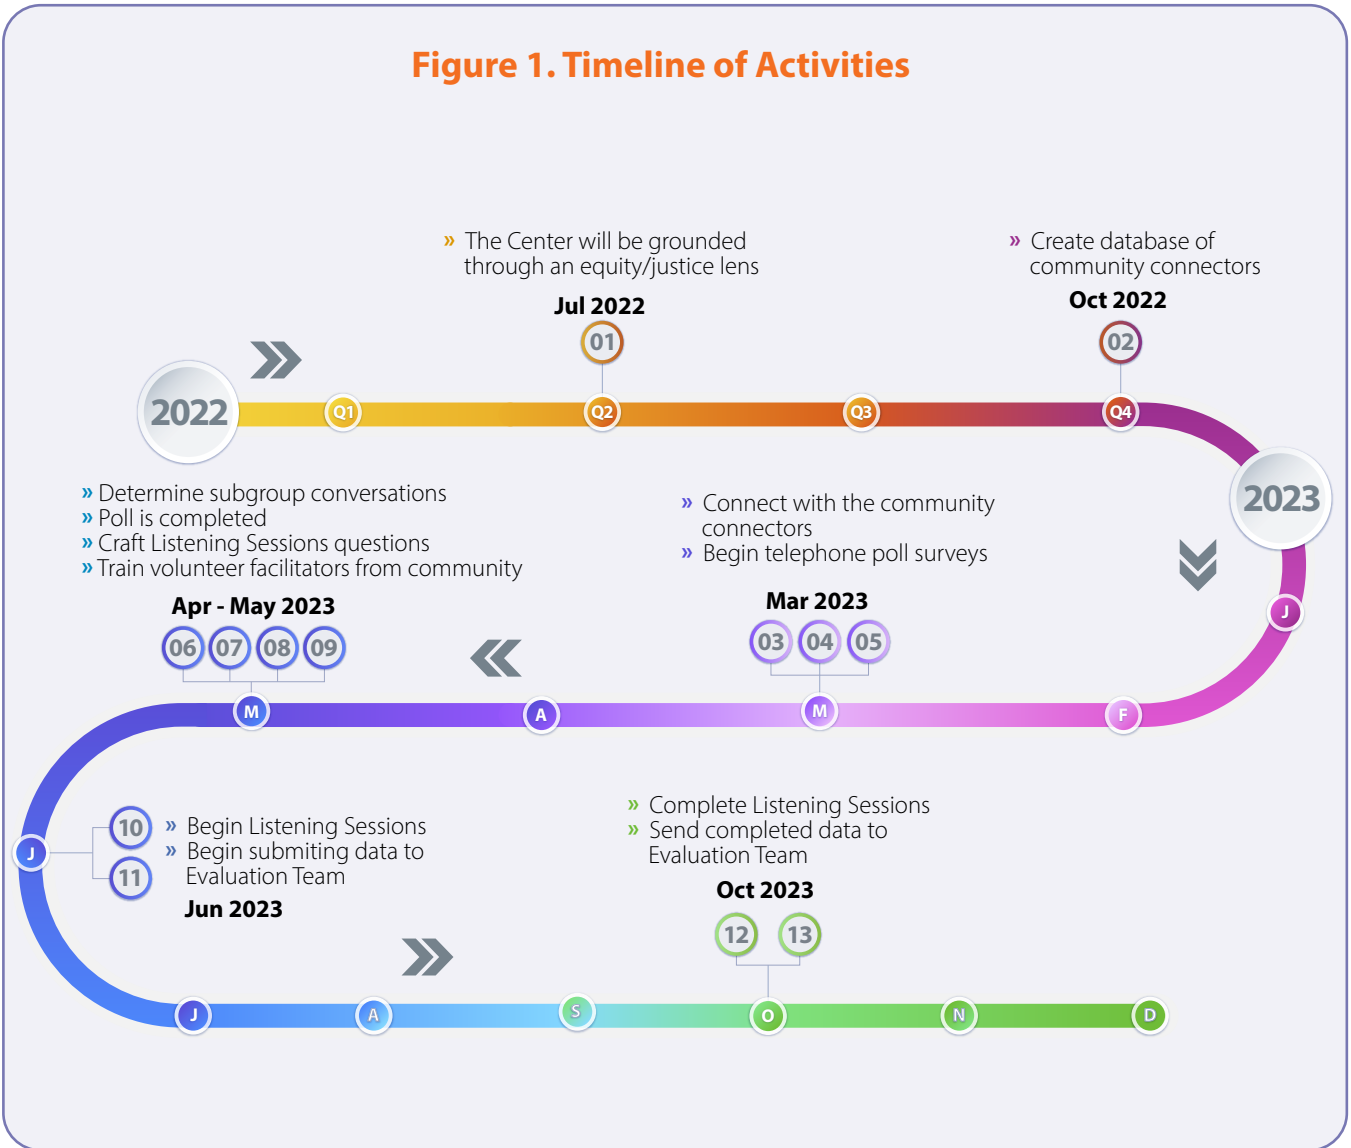 Figure 1. Timeline of Activities
» The Center will be grounded
through an equity/justice lens
Jul 2022
01
» Create database of
community connectors
Oct 2022
02
2022
Q1
Q2
Q3
Q4
2023
» Determine subgroup conversations
» Poll is completed
» Craft Listening Sessions questions
» Train volunteer facilitators from community
Apr - May 2023
06 07 08 09
» Connect with the community
connectors
» Begin telephone poll surveys
Mar 2023
03 04 05
J
F
M
A
M
J
10
11
» Begin Listening Sessions
» Begin submiting data to
Evaluation Team
Jun 2023
» Complete Listening Sessions
» Send completed data to
Evaluation Team
Oct 2023
12 13
J
A
S
O
N
D